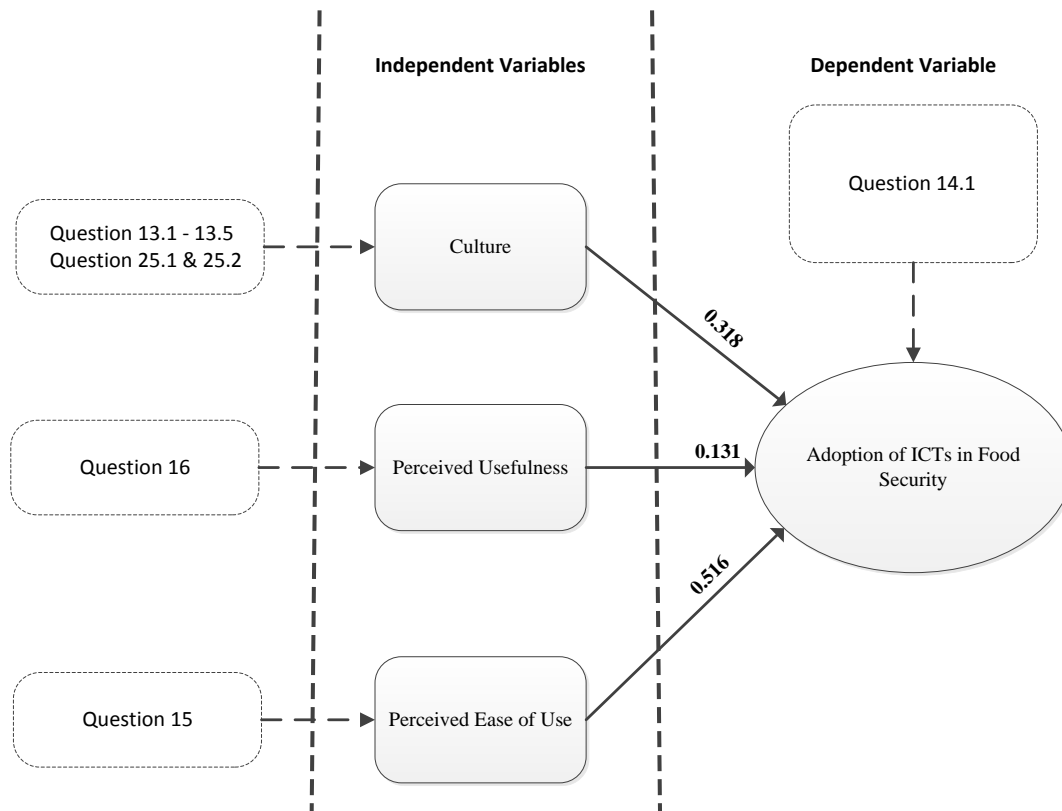 Independent Variables
Dependent Variable
Question 14.1
Question 13.1 - 13.5
Question 25.1 & 25.2
Culture
0.318
Question 16
Perceived Usefulness
0.131
Adoption of ICTs in Food
Security
0.516
Question 15
Perceived Ease of Use